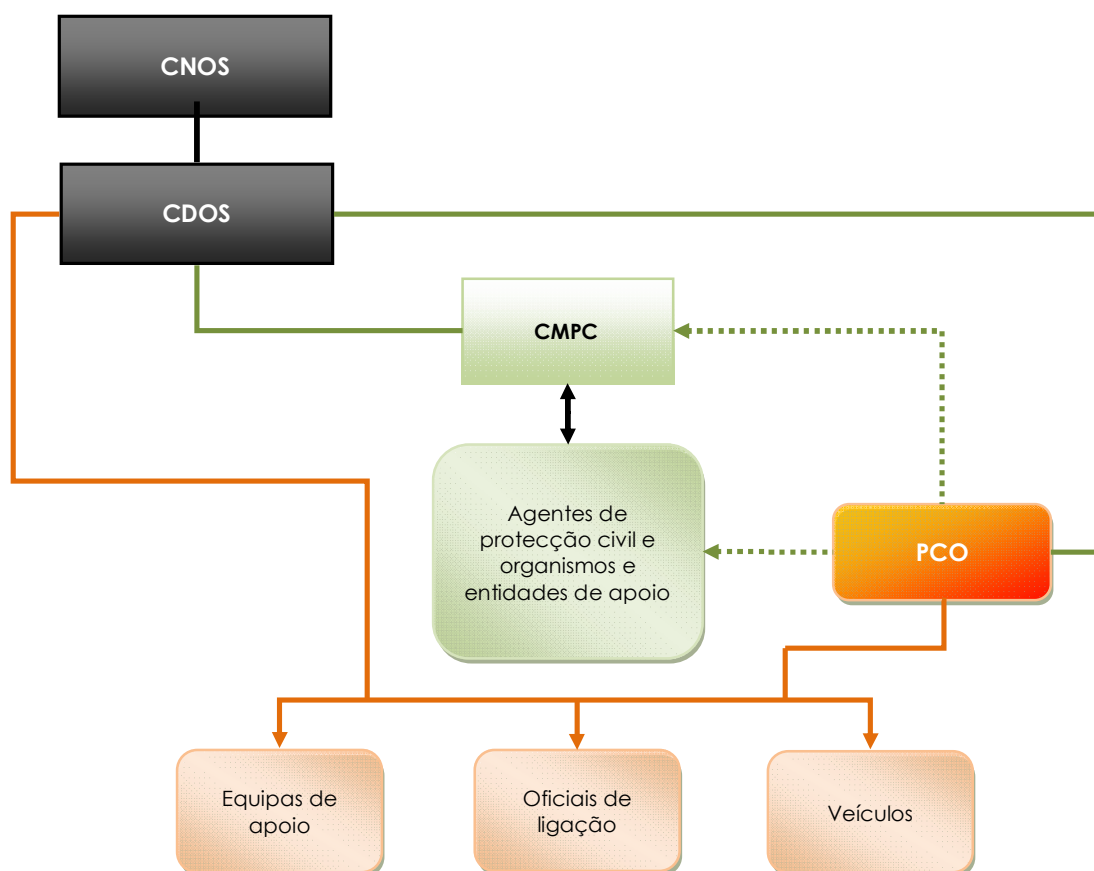 CNOS
CDOS
CMPC
Agentes de
protecção civil e
organismos e
entidades de apoio
PCO
Equipas de
apoio
Oficiais de
ligação
Veículos